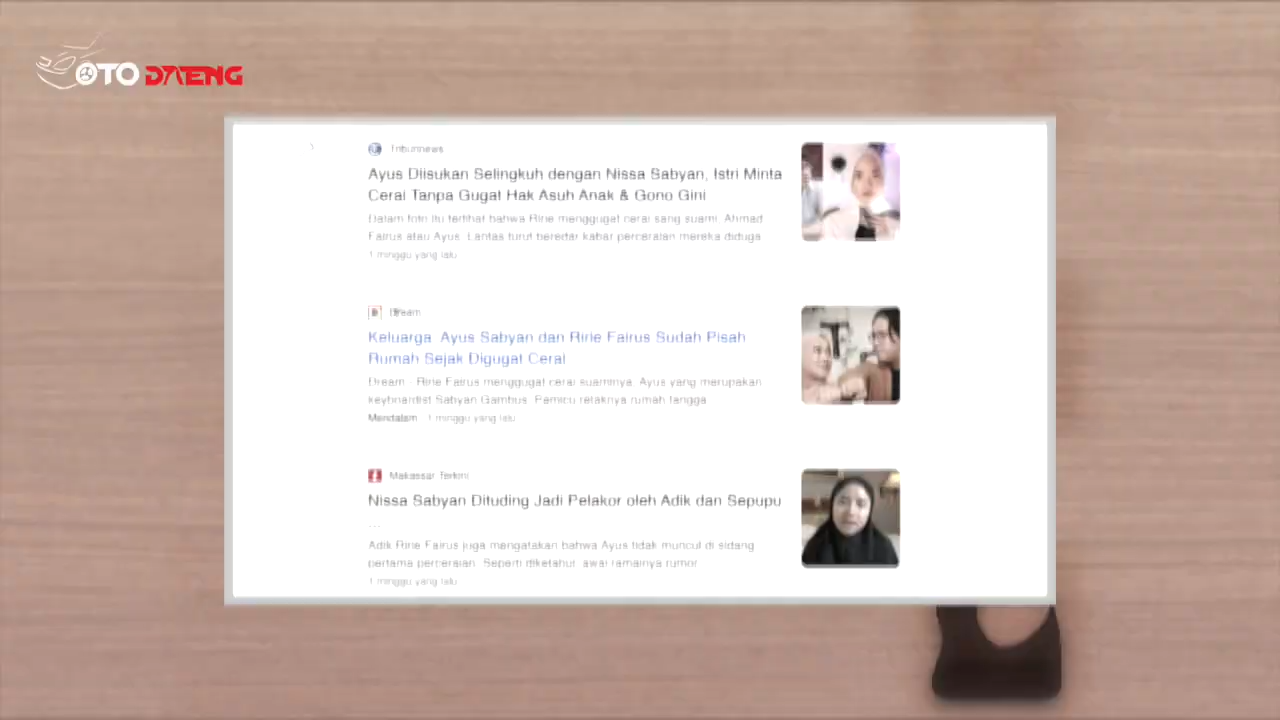 OTO DAENG
Tribunnews
Ayus Diisukan Selingkuh dengan Nissa Sabyan, Istri Minta
Cerai Tanpa Gugat Hak Asuh Anak & Gono Gini
Dalam foto itu terlihat bahwa Ririe menggugat cerai sang suami, Ahmad
Fairus atau Ayus. Lantas turut beredar kabar perceraian mereka diduga
1 minggu yang lalu
Dream
Keluarga: Ayus Sabyan dan Ririe Fairus Sudah Pisah
Rumah Sejak Digugat Cerai
Dream - Ririe Fairus menggugat cerai suaminya, Ayus yang merupakan
keyboardist Sabyan Gambus. Pemicu retaknya rumah tangga
Mendalam · 1 minggu yang lalu
Makassar Terkini
Nissa Sabyan Dituding Jadi Pelakor oleh Adik dan Sepupu
...
Adik Ririe Fairus juga mengatakan bahwa Ayus tidak muncul di sidang
pertama perceraian. Seperti diketahui, awal ramainya rumor
1 minggu yang lalu